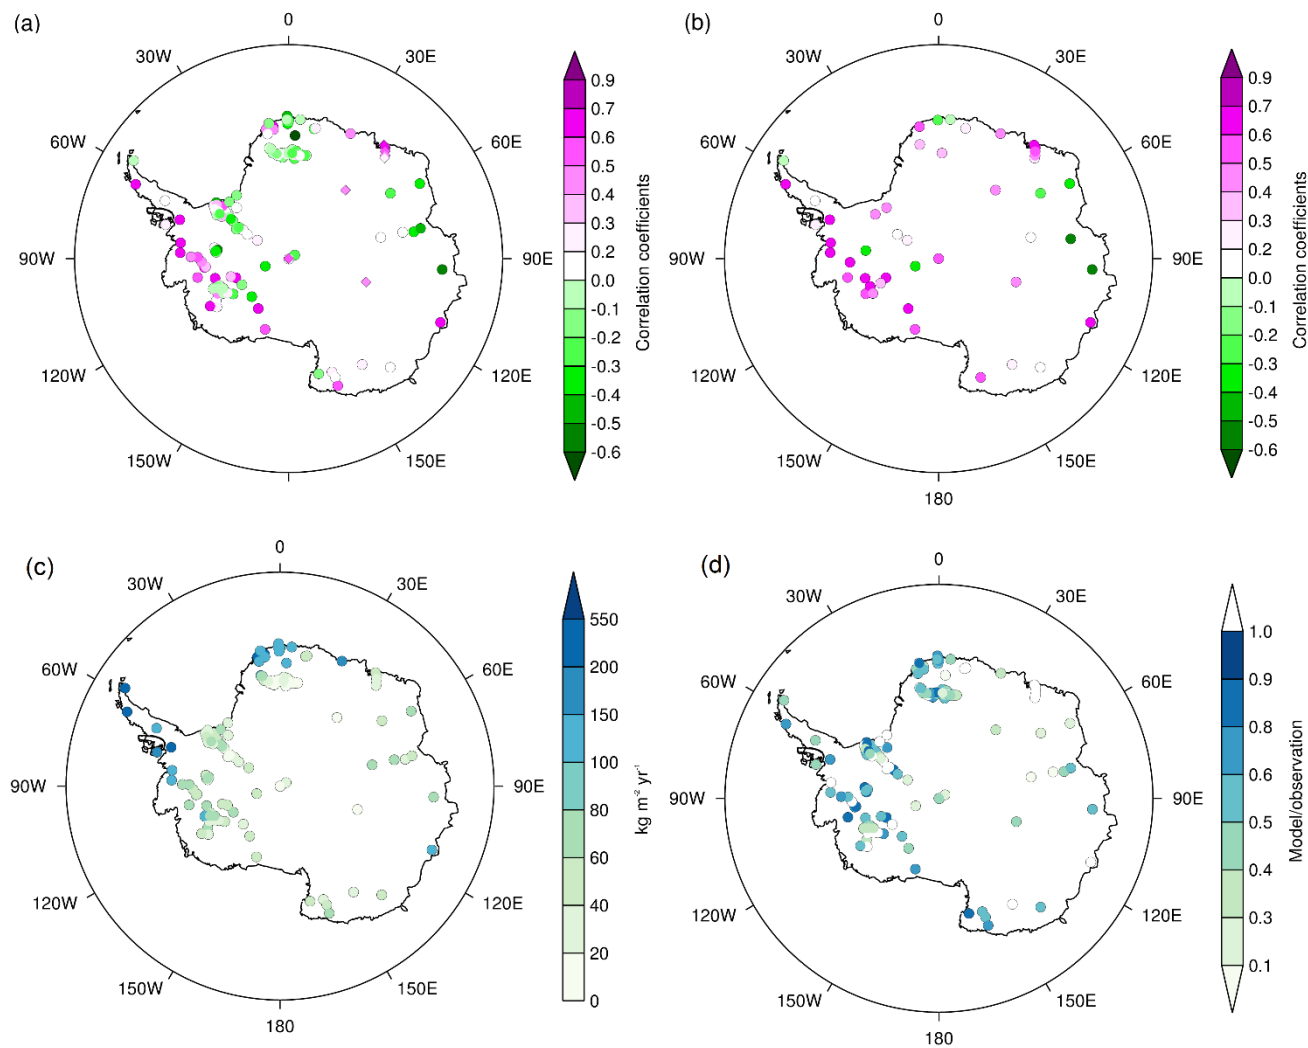 (a)
0
30W
30E
60W
60E
90W
90E
120W
120E
150W
150E
0
0.9
0.7
0.6
0.5
0.4
0.3
0.2
0.0
-0.1
-0.2
-0.3
-0.4
-0.5
-0.6
Correlation coefficients
(b)
0
30W
30E
60W
60E
90W
90E
120W
120E
150W
150E
180
0.9
0.7
0.6
0.5
0.4
0.3
0.2
0.0
-0.1
-0.2
-0.3
-0.4
-0.5
-0.6
Correlation coefficients
(c)
0
30W
30E
60W
60E
90W
90E
120W
120E
150W
150E
180
550
200
150
100
80
60
40
20
0
kg m⁻² yr⁻¹
(d)
0
30W
30E
60W
60E
90W
90E
120W
120E
150W
150E
180
1.0
0.9
0.8
0.6
0.5
0.4
0.3
0.1
Model/observation